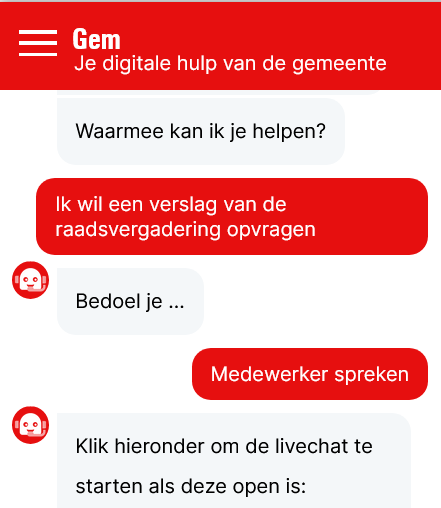 Gem
Je digitale hulp van de gemeente
Waarmee kan ik je helpen?
Ik wil een verslag van de
raadsvergadering opvragen
Bedoel je ...
Medewerker spreken
Klik hieronder om de livechat te
starten als deze open is: